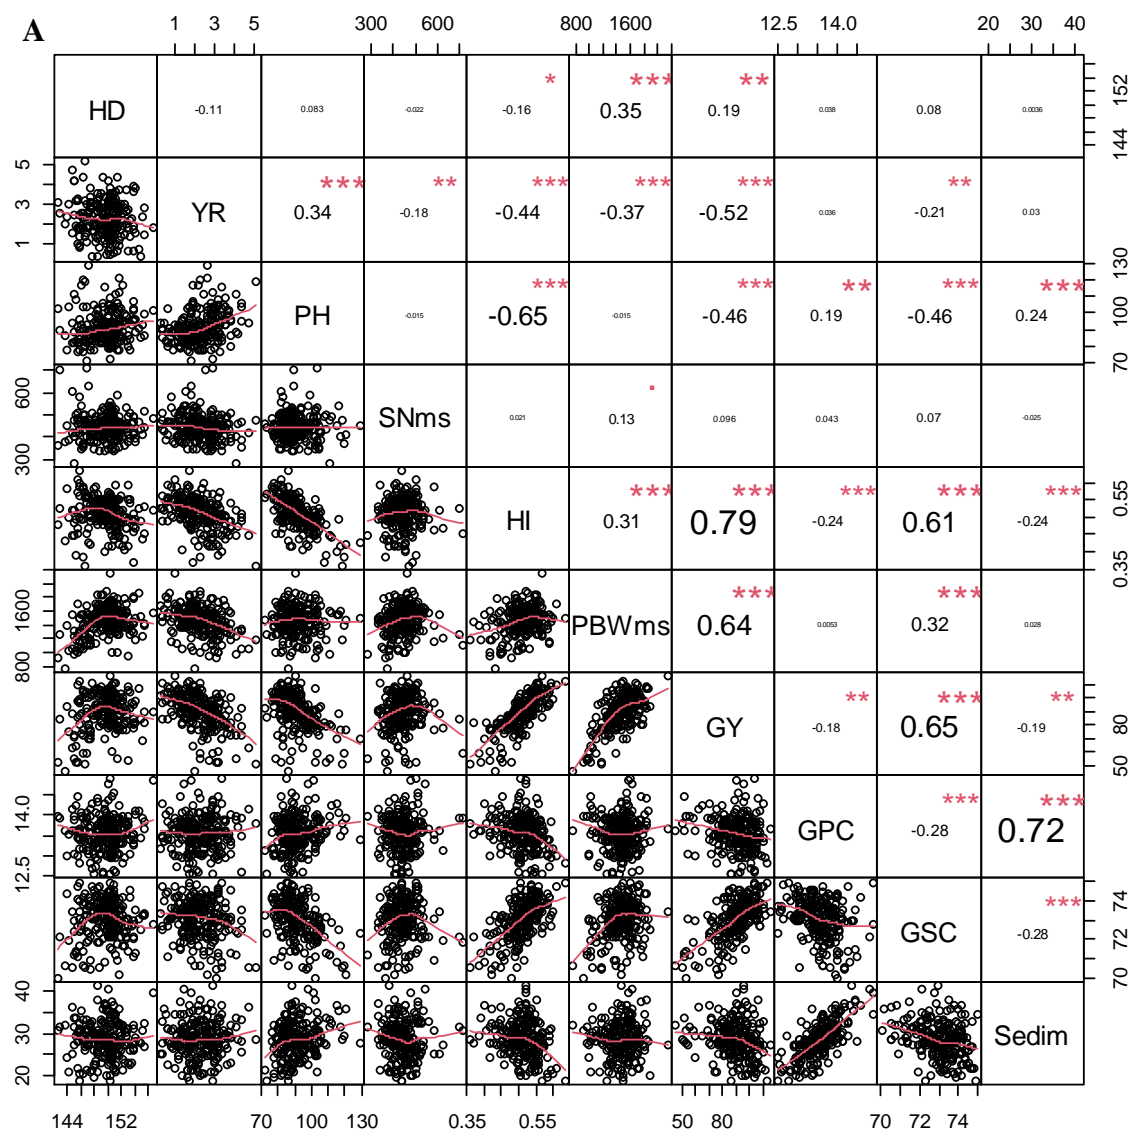 A
1 3 5 300 600 800 1600 12.5 14.0 20 30 40
HD -0.11 0.083 -0.022 -0.16 * 0.35 *** 0.19 ** 0.038 0.08 0.0036 144 152
1 3 5 YR 0.34 *** -0.18 ** -0.44 *** -0.37 *** -0.52 *** 0.036 -0.21 ** 0.03
PH -0.015 -0.65 *** -0.015 -0.46 *** 0.19 ** -0.46 *** 0.24 *** 70 100 130
300 600 SNms 0.021 0.13 . 0.096 0.043 0.07 -0.025
HI 0.31 *** 0.79 *** -0.24 *** 0.61 *** -0.24 *** 0.35 0.55
800 1600 PBWms 0.64 *** 0.0053 0.32 *** 0.028
GY -0.18 ** 0.65 *** -0.19 ** 50 80
12.5 14.0 GPC -0.28 *** 0.72 ***
GSC -0.28 *** 70 72 74
20 30 40 Sedim
144 152 70 100 130 0.35 0.55 50 80 70 72 74